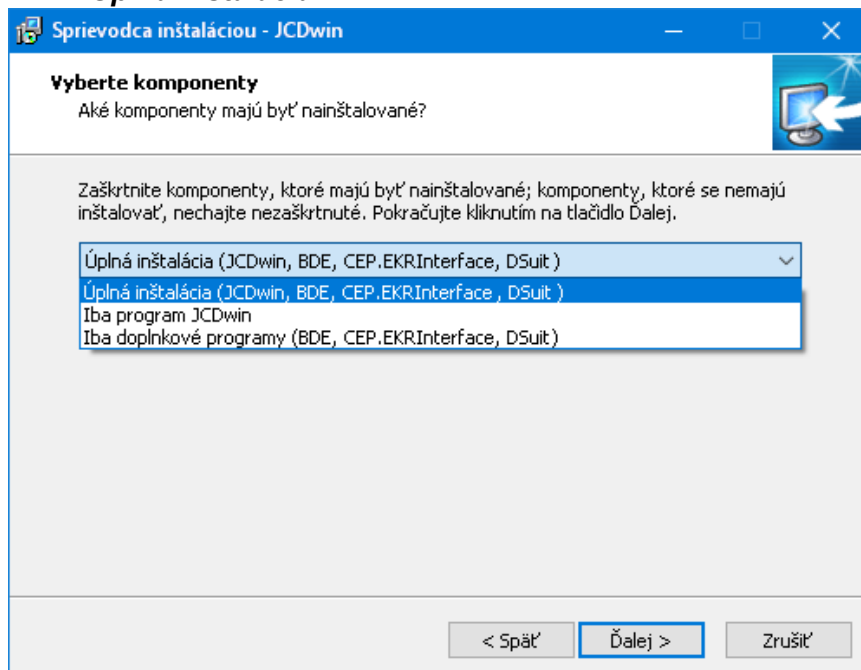 Sprievodca inštaláciou - JCDwin
Vyberte komponenty
Aké komponenty majú byť nainštalované?
Zaškrtnite komponenty, ktoré majú byť nainštalované; komponenty, ktoré se nemajú
inštalovať, nechajte nezaškrtnuté. Pokračujte kliknutím na tlačidlo Ďalej.
Úplná inštalácia (JCDwin, BDE, CEP.EKRInterface, DSuit )
Úplná inštalácia (JCDwin, BDE, CEP.EKRInterface , DSuit )
Iba program JCDwin
Iba doplnkové programy (BDE, CEP.EKRInterface, DSuit)
< Späť
Ďalej >
Zrušiť